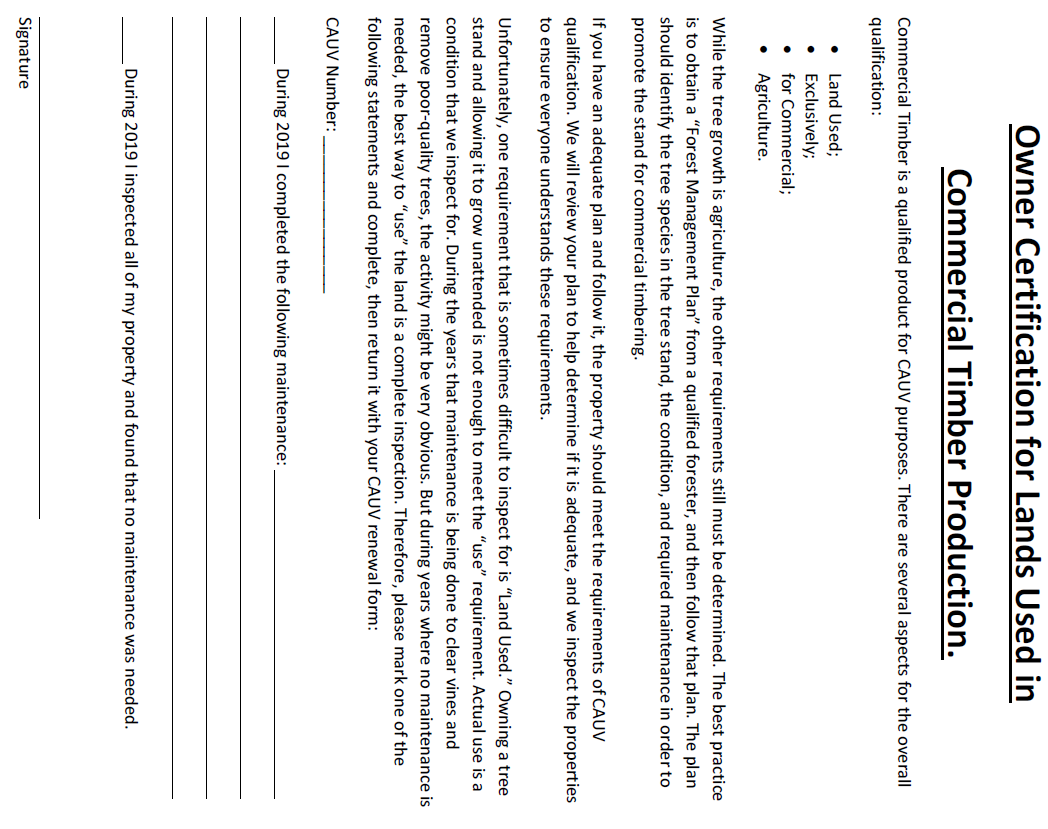 Owner Certification for Lands Used in
Commercial Timber Production.
Commercial Timber is a qualified product for CAUV purposes. There are several aspects for the overall
qualification:
• Land Used;
• Exclusively;
• for Commercial;
• Agriculture.
While the tree growth is agriculture, the other requirements still must be determined. The best practice
is to obtain a “Forest Management Plan” from a qualified forester, and then follow that plan. The plan
should identify the tree species in the tree stand, the condition, and required maintenance in order to
promote the stand for commercial timbering.
If you have an adequate plan and follow it, the property should meet the requirements of CAUV
qualification. We will review your plan to help determine if it is adequate, and we inspect the properties
to ensure everyone understands these requirements.
Unfortunately, one requirement that is sometimes difficult to inspect for is “Land Used.” Owning a tree
stand and allowing it to grow unattended is not enough to meet the “use” requirement. Actual use is a
condition that we inspect for. During the years that maintenance is being done to clear vines and
remove poor-quality trees, the activity might be very obvious. But during years where no maintenance is
needed, the best way to “use” the land is a complete inspection. Therefore, please mark one of the
following statements and complete, then return it with your CAUV renewal form:
CAUV Number: _______________
_____ During 2019 I completed the following maintenance: _______________
_____ During 2019 I inspected all of my property and found that no maintenance was needed.
Signature